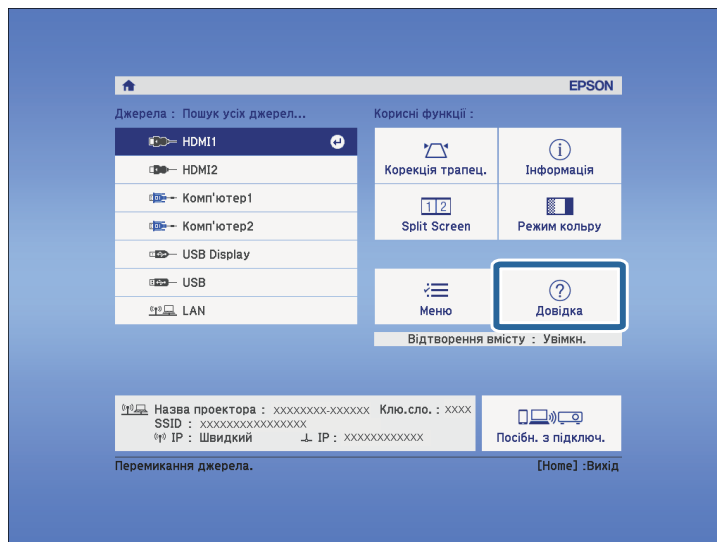 EPSON
Джерела : Пошук усіх джерел...
HDMI1
HDMI2
Комп'ютер1
Комп'ютер2
USB Display
USB
LAN
Корисні функції :
Корекція трапец.
Інформація
1 2
Split Screen
Режим кольру
Меню
?
Довідка
Відтворення вмісту : Увімкн.
Назва проектора : XXXXXXXX-XXXXXX Клю.сло. : XXXX
SSID : XXXXXXXXXXXXXXXX
IP : Швидкий IP : XXXXXXXXXXXX
Посібн. з підключ.
Перемикання джерела.
[Home] :Вихід